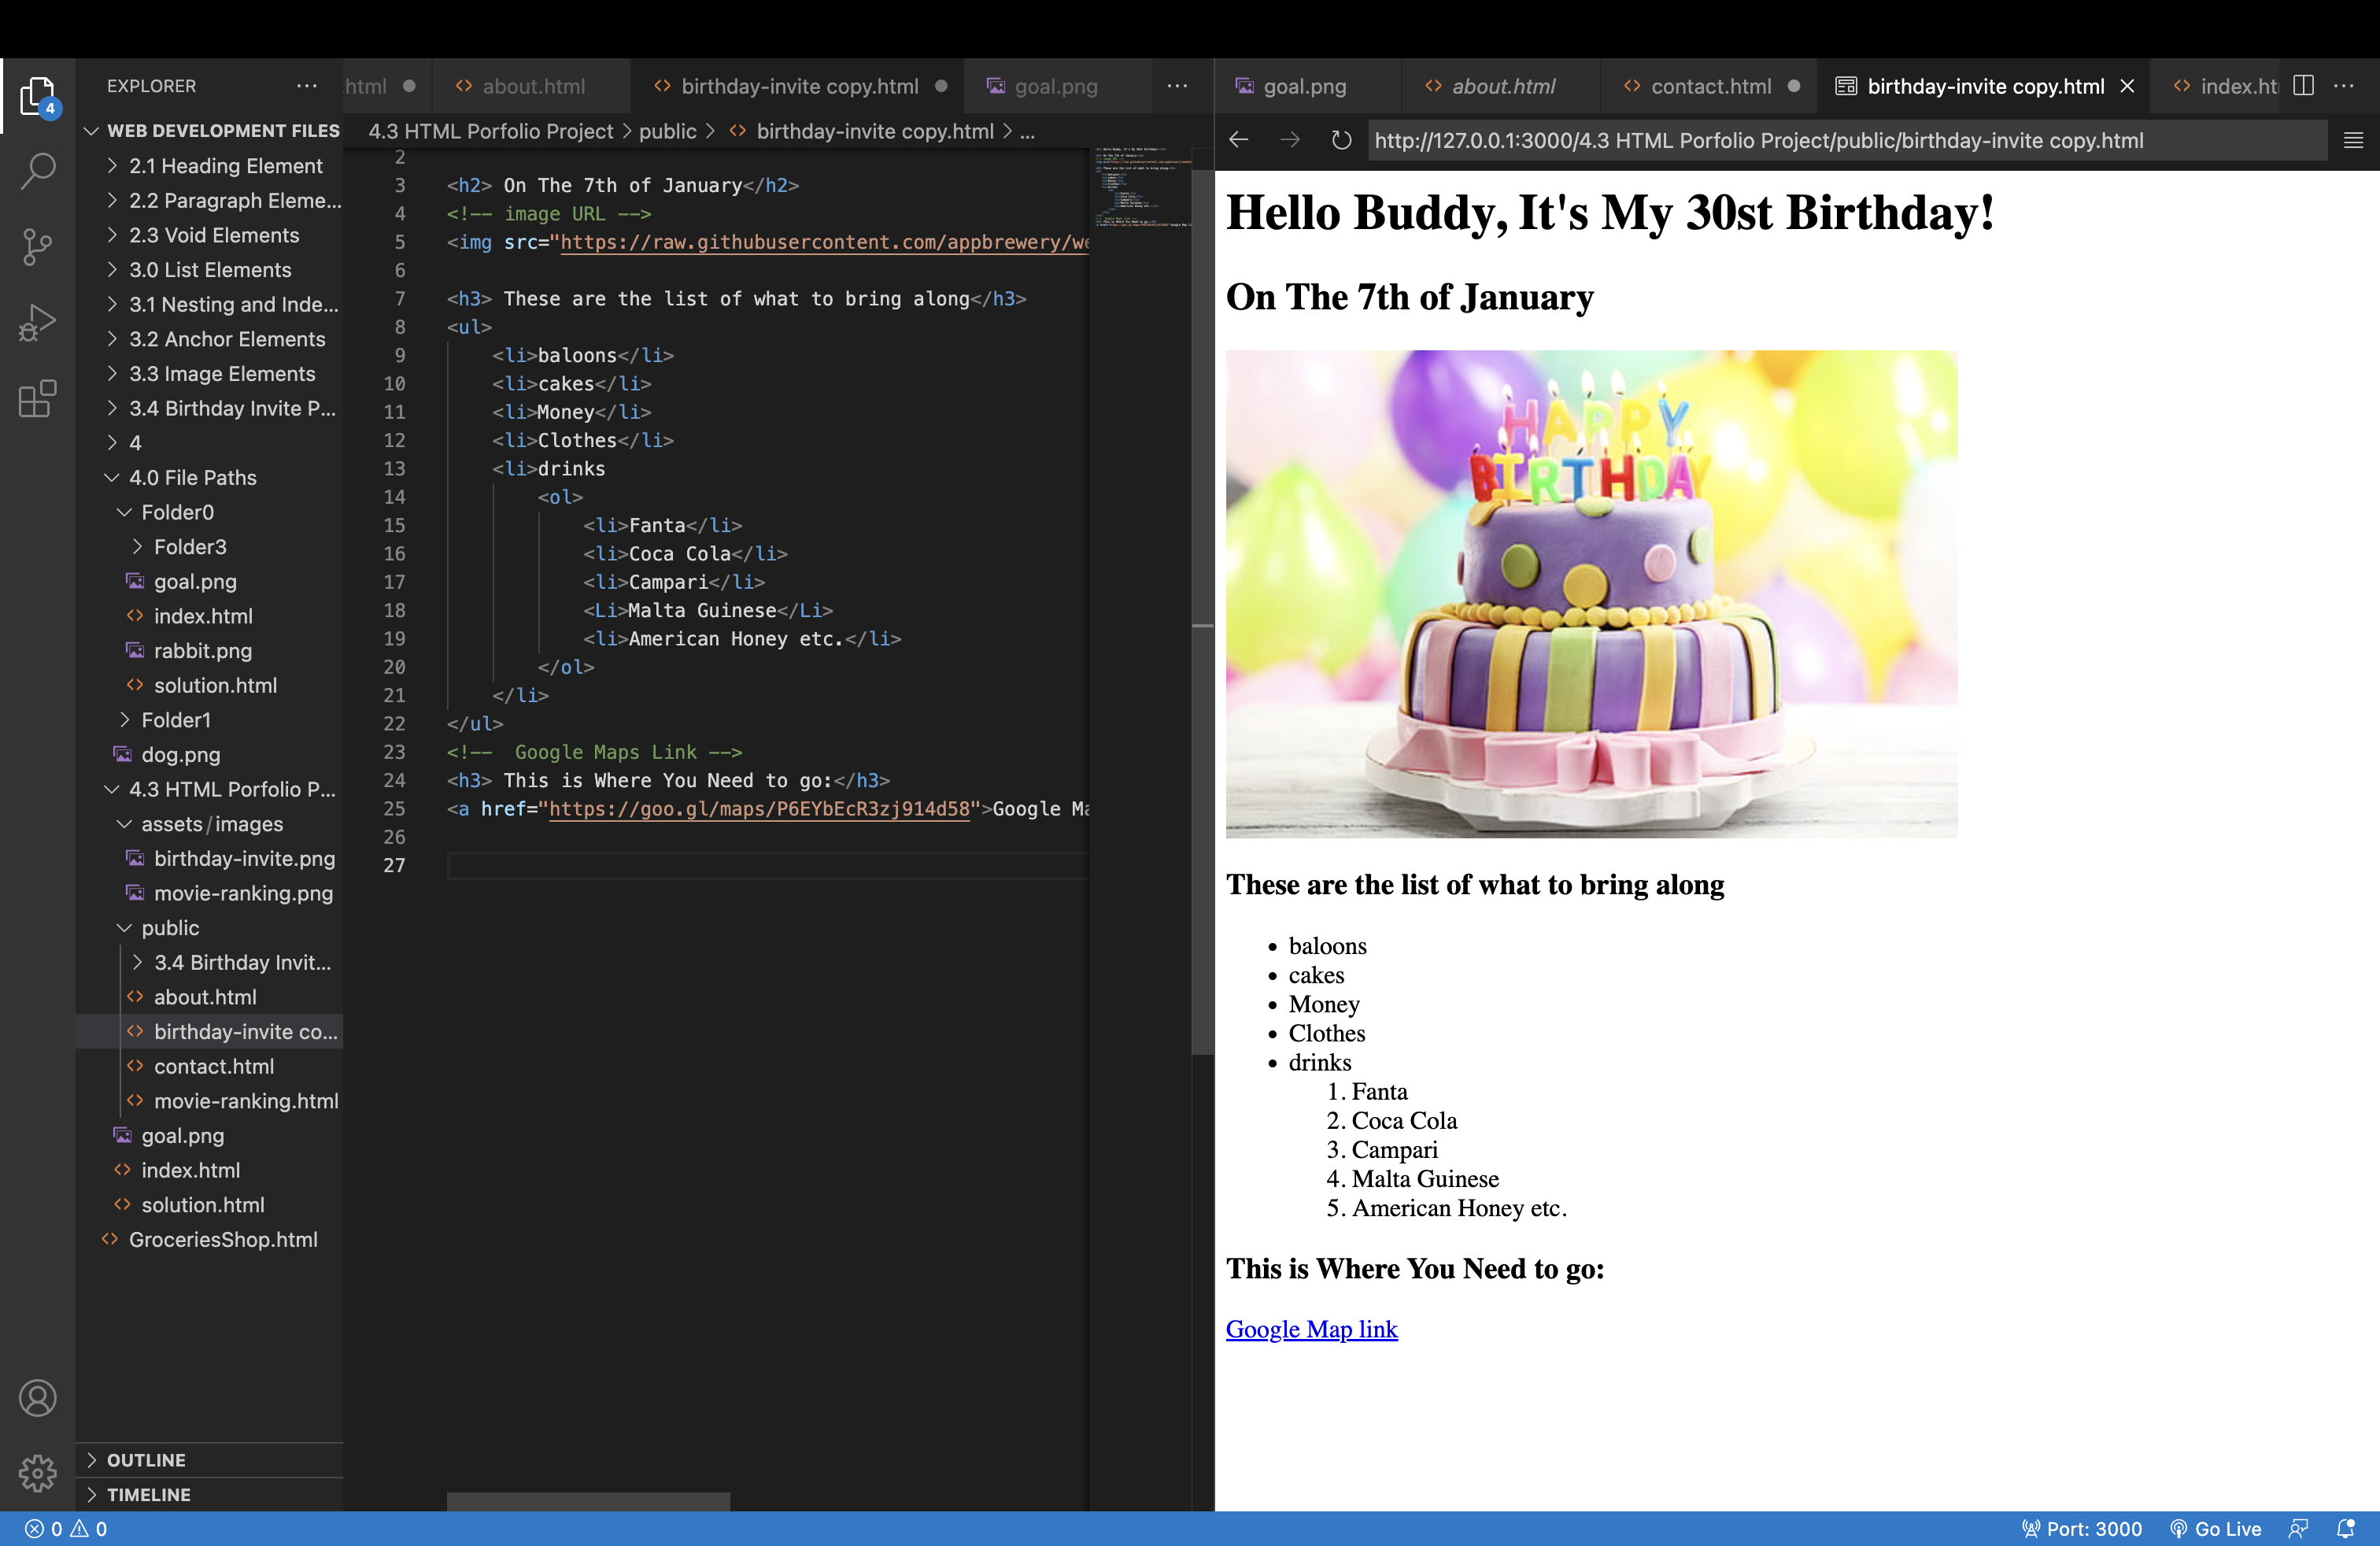 4
EXPLORER
WEB DEVELOPMENT FILES
2.1 Heading Element
2.2 Paragraph Eleme...
2.3 Void Elements
3.0 List Elements
3.1 Nesting and Inde...
3.2 Anchor Elements
3.3 Image Elements
3.4 Birthday Invite P...
4
4.0 File Paths
Folder0
Folder3
goal.png
index.html
rabbit.png
solution.html
Folder1
dog.png
4.3 HTML Porfolio P...
assets/images
birthday-invite.png
movie-ranking.png
public
3.4 Birthday Invit...
about.html
birthday-invite co...
contact.html
movie-ranking.html
goal.png
index.html
solution.html
GroceriesShop.html
OUTLINE
TIMELINE
.html about.html birthday-invite copy.html goal.png
4.3 HTML Porfolio Project > public > birthday-invite copy.html > ...
2
3 <h2> On The 7th of January</h2>
4 <!-- image URL -->
5 <img src="https://raw.githubusercontent.com/appbrewery/we
6
7 <h3> These are the list of what to bring along</h3>
8 <ul>
9 <li>baloons</li>
10 <li>cakes</li>
11 <li>Money</li>
12 <li>Clothes</li>
13 <li>drinks
14 <ol>
15 <li>Fanta</li>
16 <li>Coca Cola</li>
17 <li>Campari</li>
18 <Li>Malta Guinese</Li>
19 <li>American Honey etc.</li>
20 </ol>
21 </li>
22 </ul>
23 <!--  Google Maps Link -->
24 <h3> This is Where You Need to go:</h3>
25 <a href="https://goo.gl/maps/P6EYbEcR3zj914d58">Google Ma
26
27
goal.png about.html contact.html birthday-invite copy.html index.ht
http://127.0.0.1:3000/4.3 HTML Porfolio Project/public/birthday-invite copy.html
Hello Buddy, It's My 30st Birthday!
On The 7th of January
HAPPY
BIRTHDAY
These are the list of what to bring along
• baloons
• cakes
• Money
• Clothes
• drinks
1. Fanta
2. Coca Cola
3. Campari
4. Malta Guinese
5. American Honey etc.
This is Where You Need to go:
Google Map link
0 0
Port: 3000 Go Live